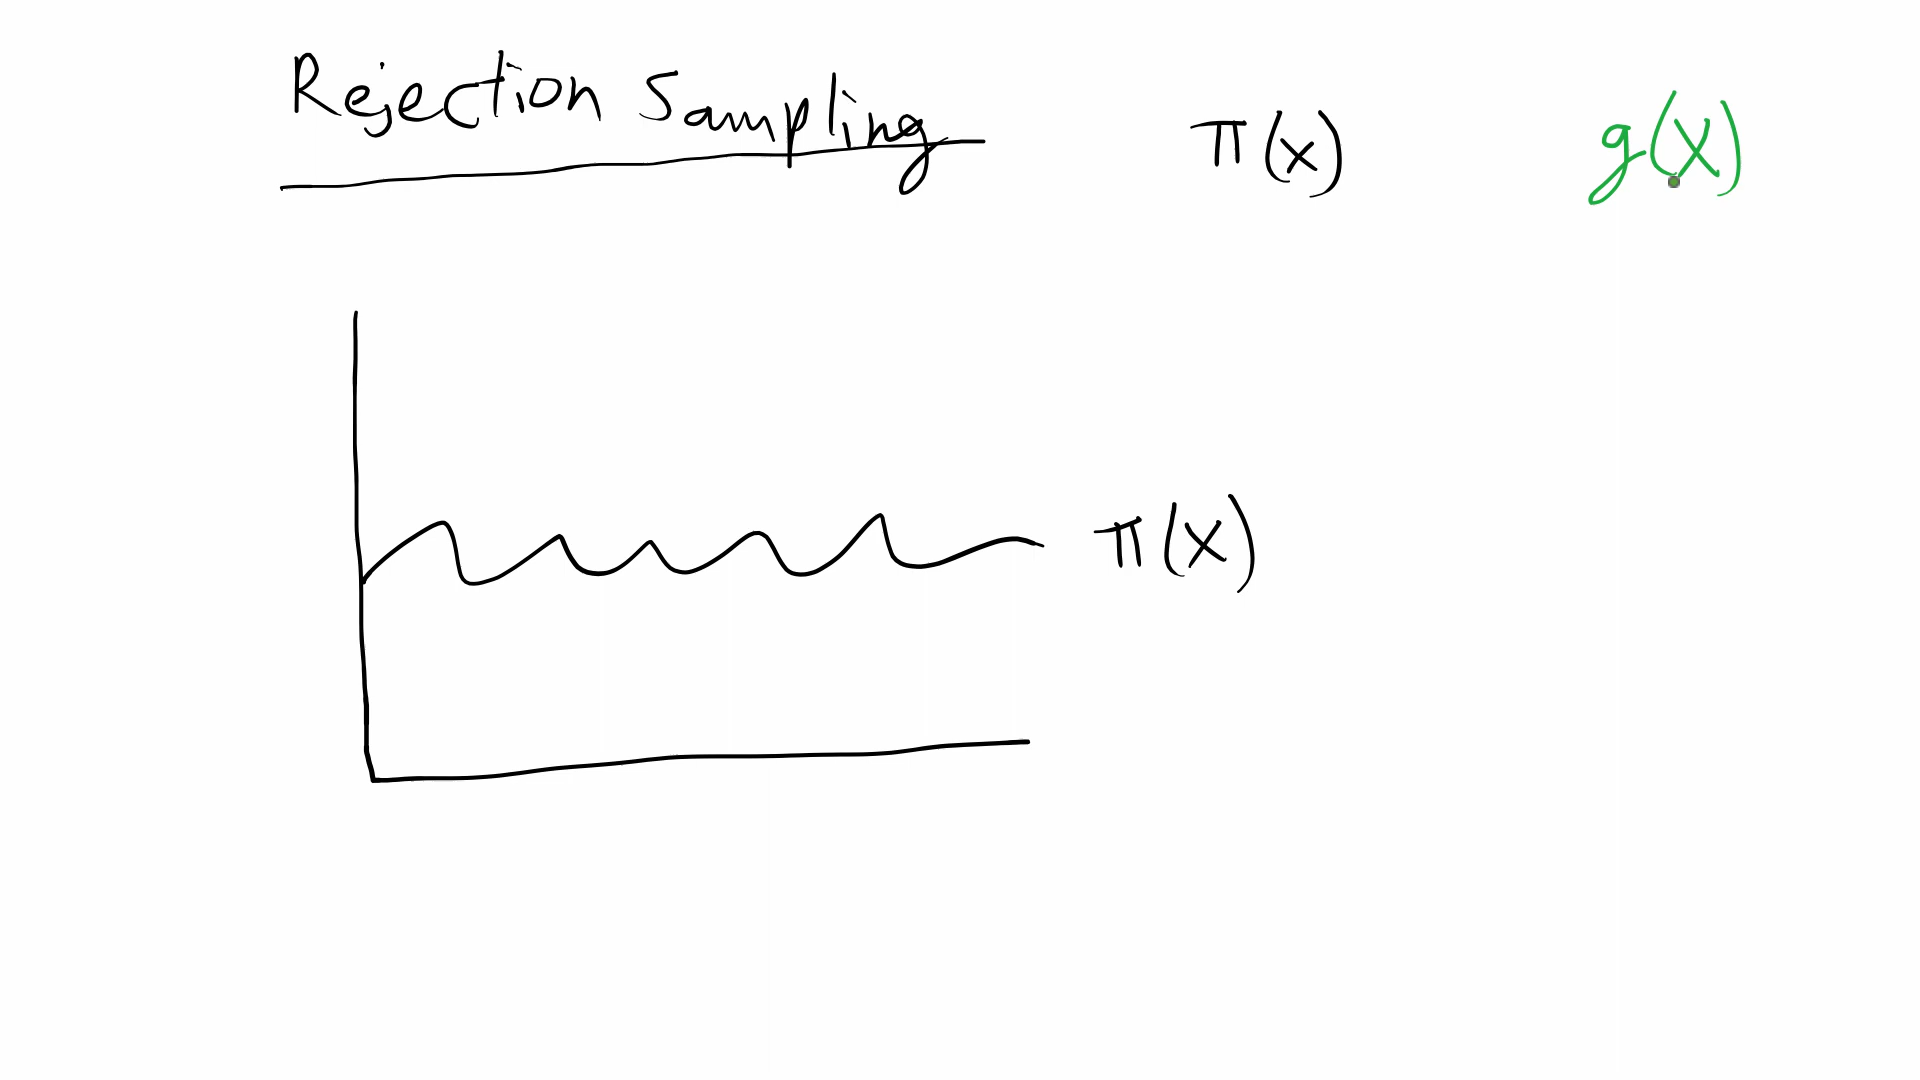 Rejection Sampling
π(x)
g(x)
π(x)